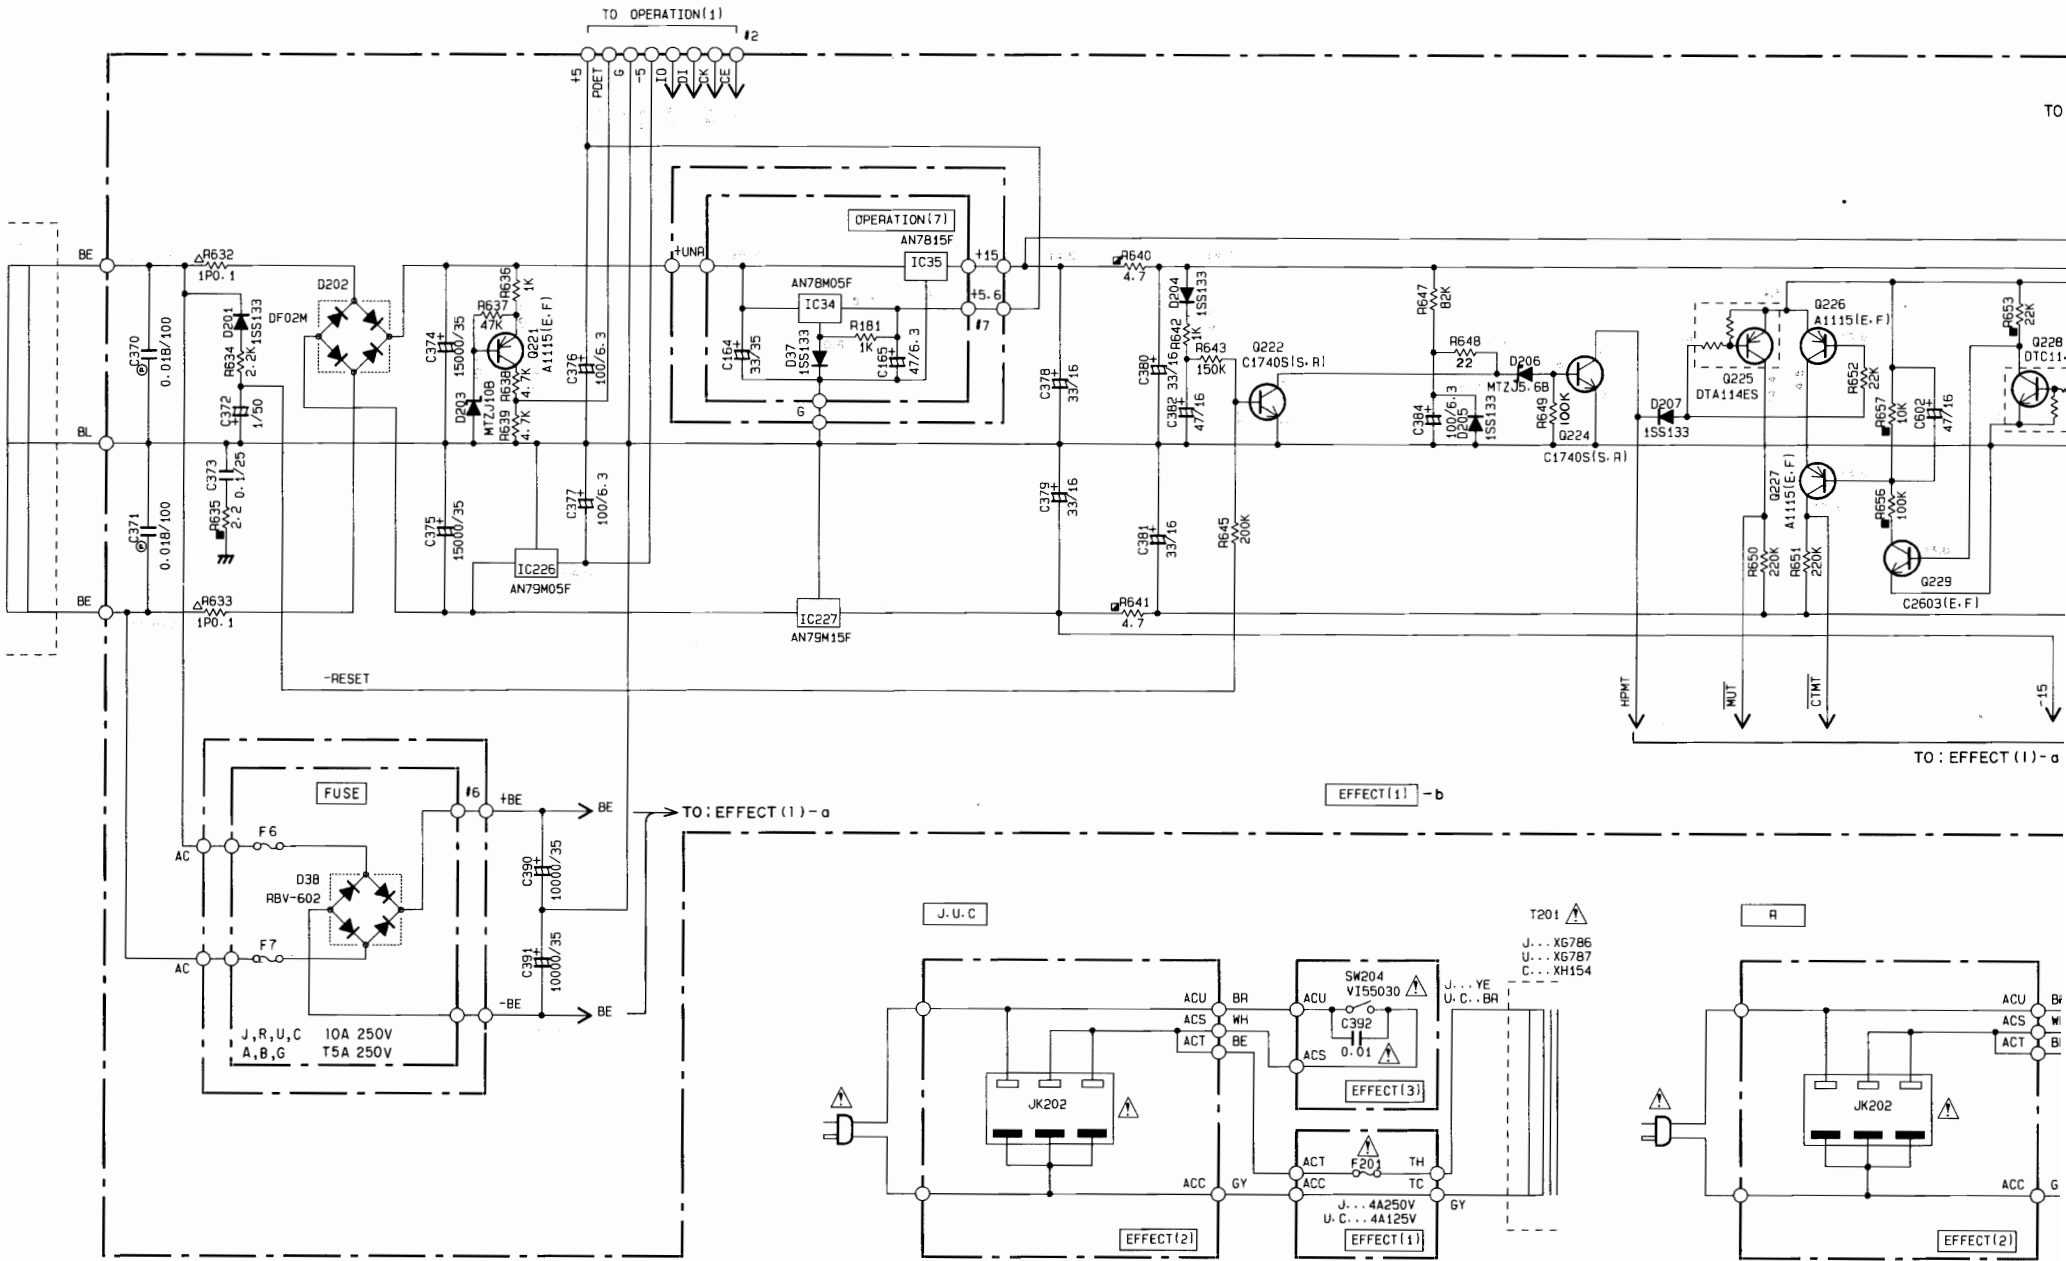 TO OPERATION(1)
#2
+5
PDET
G
-5
IO
DI
CK
CE
TO
OPERATION(7)
AN7815F
IC35
+UNR
+15
AN78M05F
IC34
+5.6
#7
R181
1K
C164
33/35
D37
1SS133
C165
47/6.3
G
BE
R632
1P0.1
D202
DF02M
C370
0.018/100
D201
1SS133
R634
2.2K
C372
1/50
BL
C373
0.1/25
R635
2.2
C371
0.018/100
BE
R633
1P0.1
C374
15000/35
R637
47K
R636
1K
Q221
A1115(E.F)
R638
4.7K
D203
MTZJ10B
R639
4.7K
C376
100/6.3
C377
100/6.3
C375
15000/35
IC226
AN79M05F
IC227
AN79M15F
C378
33/16
C379
33/16
R640
4.7
C380
33/16
D204
1SS133
R642
1K
R643
150K
C382
47/16
C381
33/16
R641
4.7
Q222
C1740S(S.R)
R645
200K
R647
82K
R648
22
D206
MTZJ5.6B
C384
100/6.3
D205
1SS133
R649
100K
Q224
C1740S(S.R)
D207
1SS133
Q225
DTA114ES
Q226
A1115(E.F)
R652
22K
Q227
A1115(E.F)
R657
10K
C602
47/16
R653
22K
Q228
DTC11
R656
100K
Q229
C2603(E.F)
R650
220K
R651
220K
-RESET
HPMT
MUT
CTMT
-15
TO:EFFECT(1)-a
FUSE
#6
+BE
BE
TO:EFFECT(1)-a
EFFECT(1) -b
F6
AC
D38
RBV-602
C390
10000/35
F7
AC
C391
10000/35
-BE
BE
J,R,U,C 10A 250V
A,B,G T5A 250V
J.U.C
T201
J...XG786
U...XG787
C...XH154
R
ACU
BR
ACS
WH
ACT
BE
ACU
SW204
VI55030
C392
0.01
ACS
EFFECT(3)
J...YE
U.C..BR
JK202
ACC
GY
ACT
F201
TH
ACC
TC
GY
J...4A250V
U.C...4A125V
EFFECT(2)
EFFECT(1)
ACU
ACS
ACT
JK202
ACC
G
EFFECT(2)